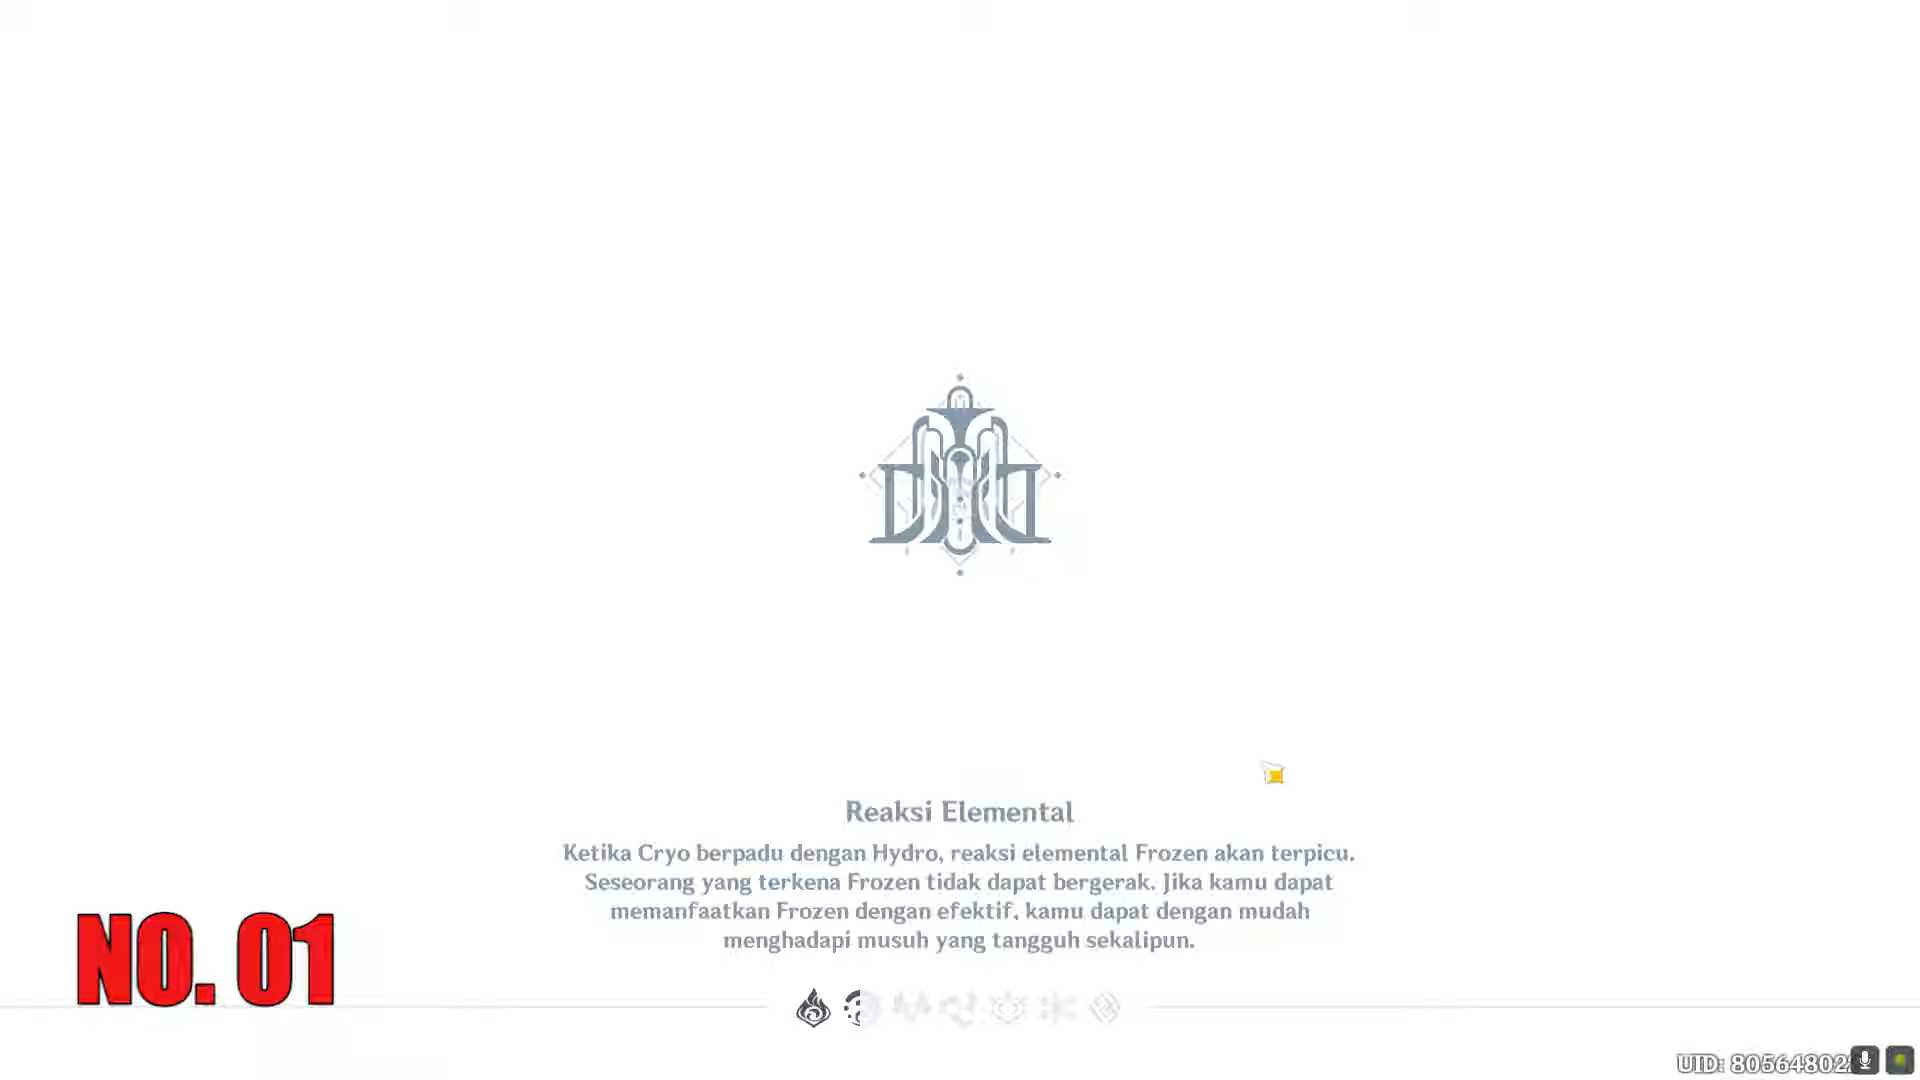 Reaksi Elemental
Ketika Cryo berpadu dengan Hydro, reaksi elemental Frozen akan terpicu.
Seseorang yang terkena Frozen tidak dapat bergerak. Jika kamu dapat
memanfaatkan Frozen dengan efektif, kamu dapat dengan mudah
menghadapi musuh yang tangguh sekalipun.
NO. 01
UID: